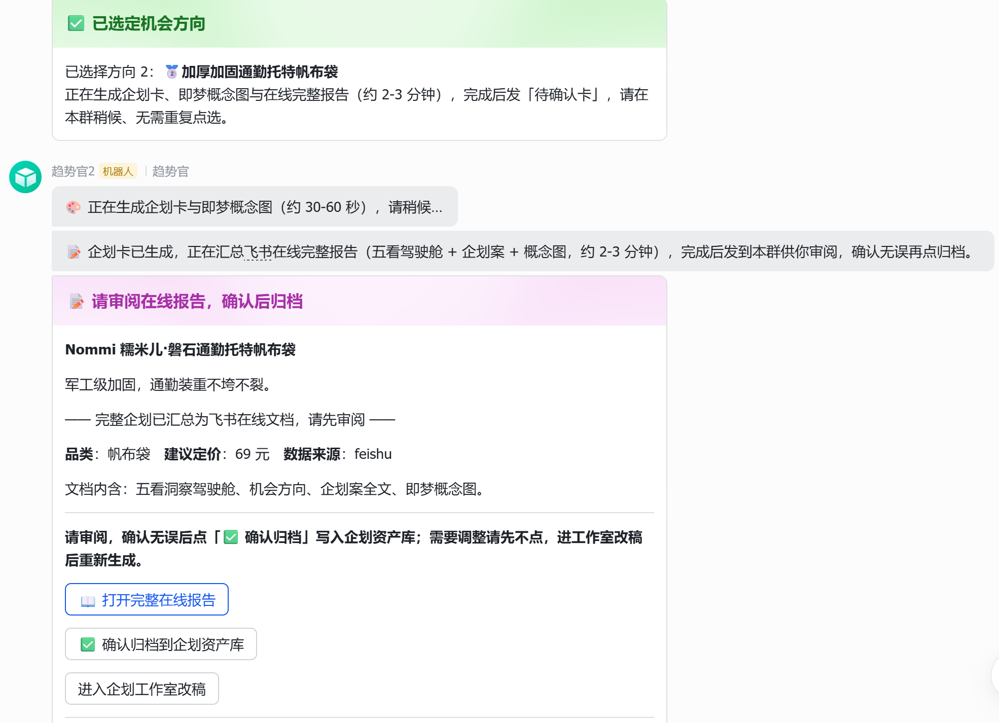 ✅ 已选定机会方向
已选择方向 2：🥈加厚加固通勤托特帆布袋
正在生成企划卡、即梦概念图与在线完整报告（约 2-3 分钟），完成后发「待确认卡」，请在
本群稍候、无需重复点选。
趋势官2 机器人 | 趋势官
🎨 正在生成企划卡与即梦概念图（约 30-60 秒），请稍候...
📝 企划卡已生成，正在汇总飞书在线完整报告（五看驾驶舱 + 企划案 + 概念图，约 2-3 分钟），完成后发到本群供你审阅，确认无误再点归档。
📝 请审阅在线报告，确认后归档
Nommi 糯米儿·磐石通勤托特帆布袋
军工级加固，通勤装重不垮不裂。
—— 完整企划已汇总为飞书在线文档，请先审阅 ——
品类：帆布袋 建议定价：69 元 数据来源：feishu
文档内含：五看洞察驾驶舱、机会方向、企划案全文、即梦概念图。
请审阅，确认无误后点「✅ 确认归档」写入企划资产库；需要调整请先不点，进工作室改稿
后重新生成。
📖 打开完整在线报告
✅ 确认归档到企划资产库
进入企划工作室改稿